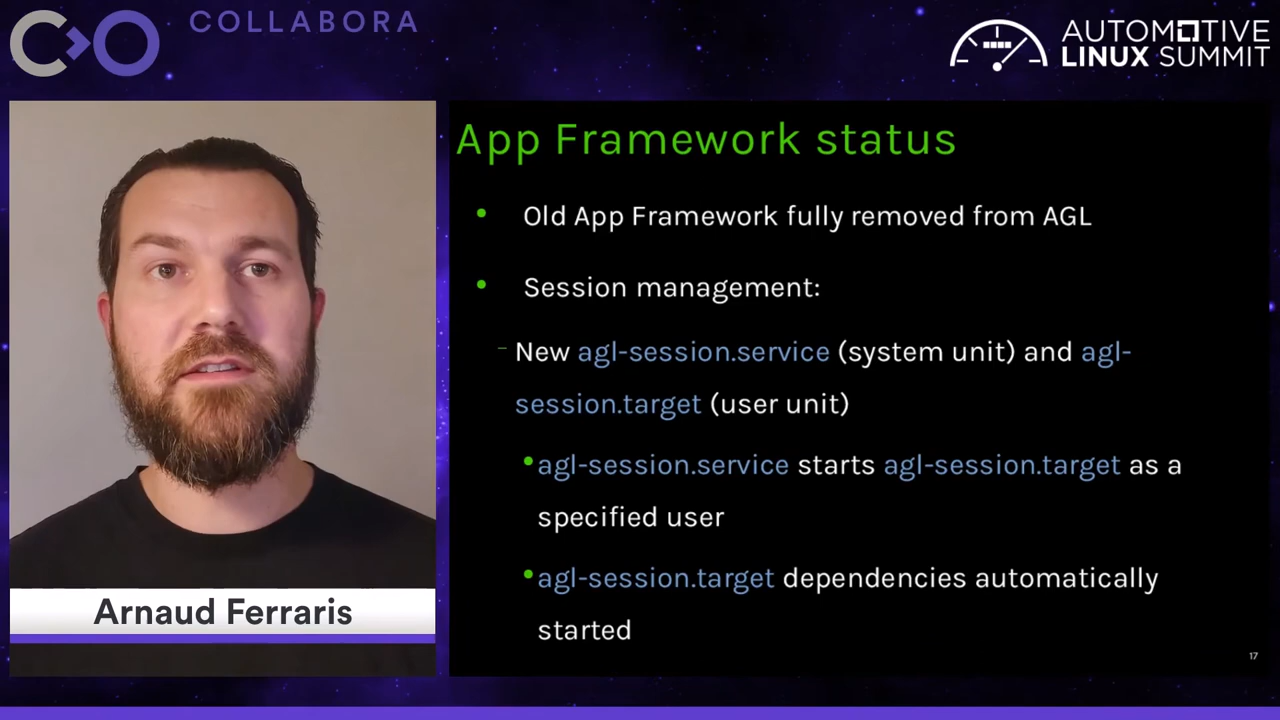 COLLABORA
AUTOMOTIVE
LINUX SUMMIT
App Framework status
• Old App Framework fully removed from AGL
• Session management:
– New agl-session.service (system unit) and agl-
session.target (user unit)
• agl-session.service starts agl-session.target as a
specified user
• agl-session.target dependencies automatically
started
17
Arnaud Ferraris